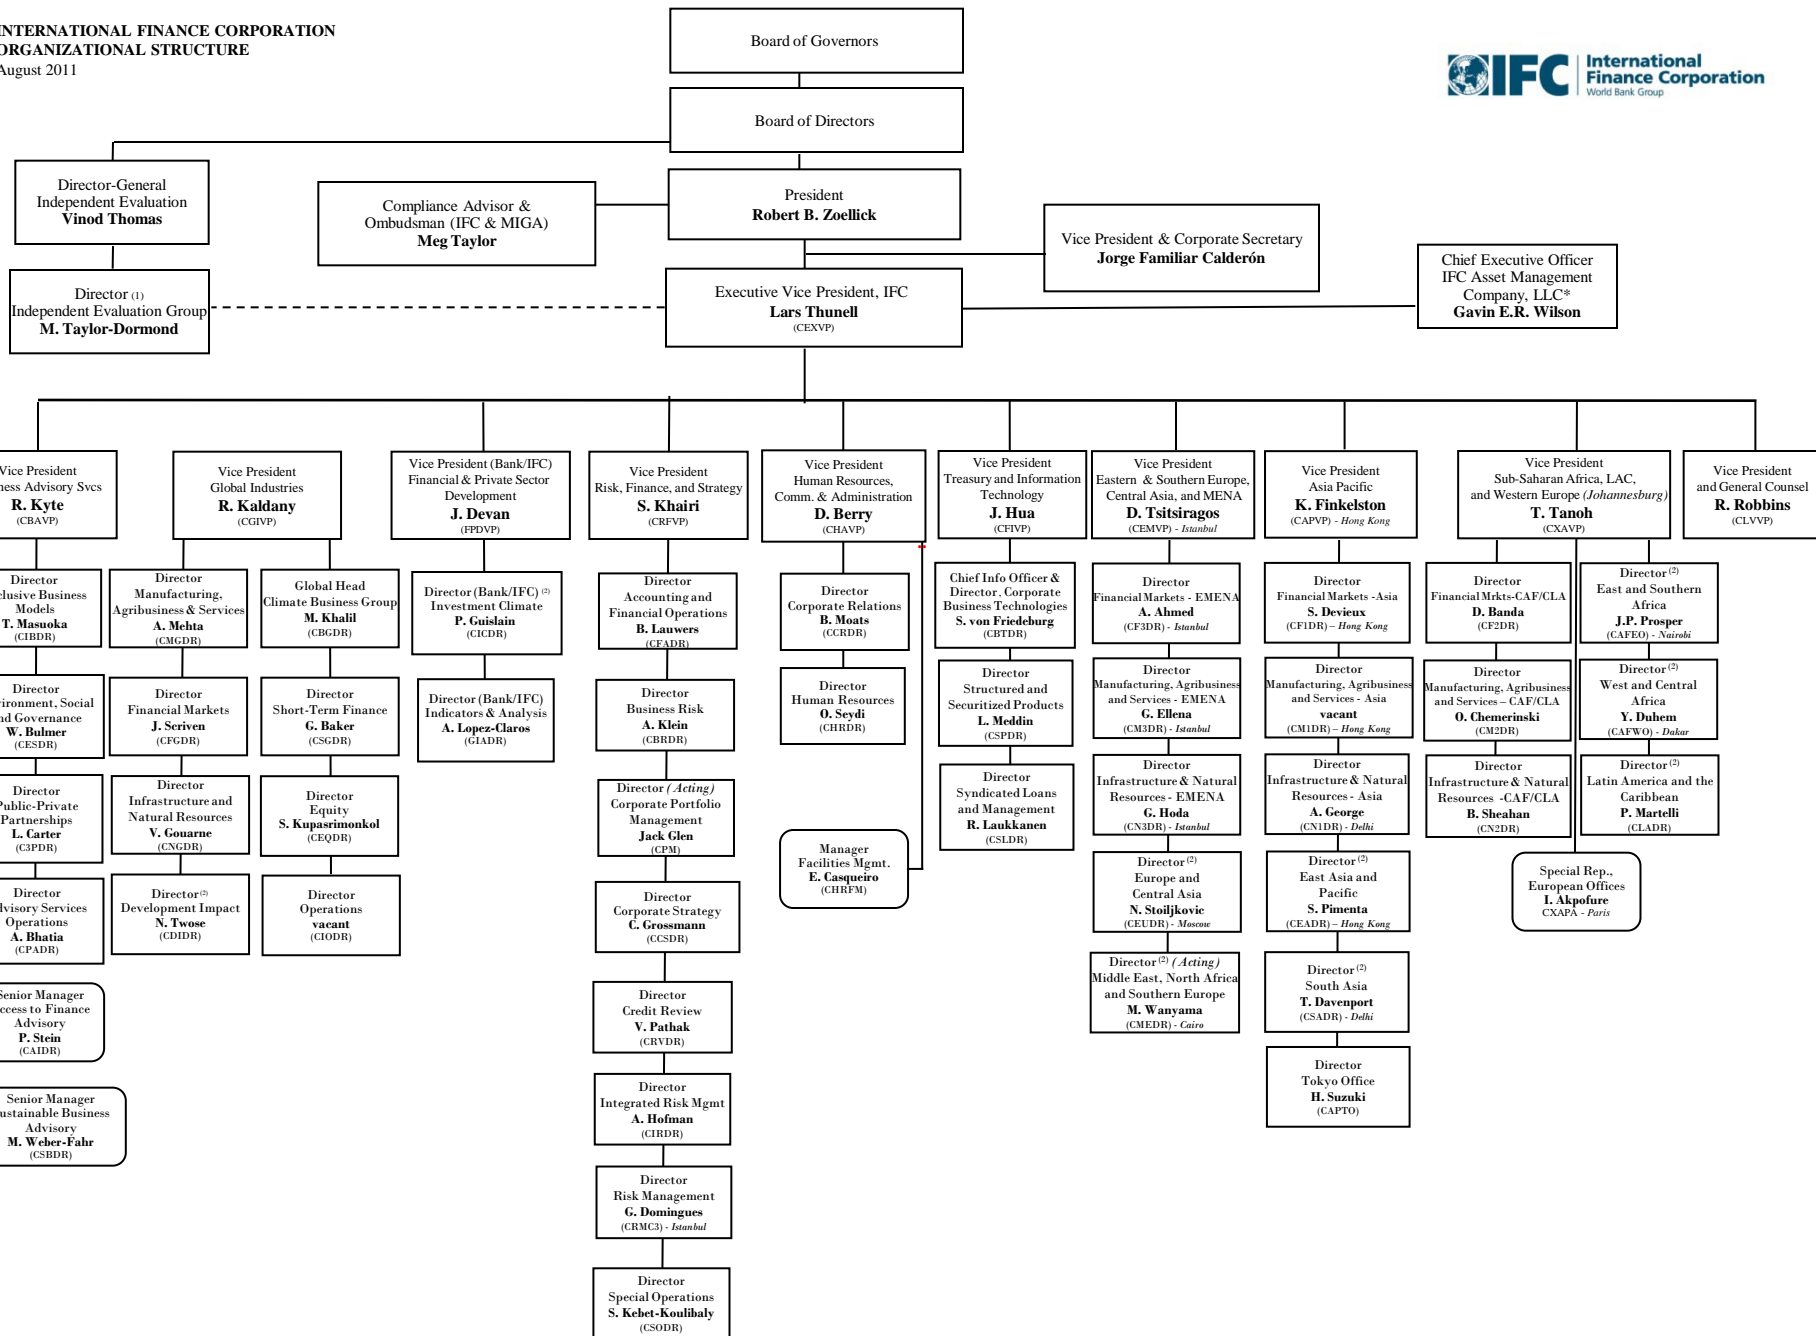 INTERNATIONAL FINANCE CORPORATION
ORGANIZATIONAL STRUCTURE
August 2011
IFC
International
Finance Corporation
World Bank Group
Board of Governors
Board of Directors
Director-General
Independent Evaluation
Vinod Thomas
Compliance Advisor &
Ombudsman (IFC & MIGA)
Meg Taylor
President
Robert B. Zoellick
Vice President & Corporate Secretary
Jorge Familiar Calderón
Director (1)
Independent Evaluation Group
M. Taylor-Dormond
Executive Vice President, IFC
Lars Thunell
(CEXVP)
Chief Executive Officer
IFC Asset Management
Company, LLC*
Gavin E.R. Wilson
Vice President
ness Advisory Svcs
R. Kyte
(CBAVP)
Director
clusive Business
Models
T. Masuoka
(CIBDR)
Director
vironment, Social
nd Governance
W. Bulmer
(CESDR)
Director
Public-Private
Partnerships
L. Carter
(C3PDR)
Director
dvisory Services
Operations
A. Bhatia
(CPADR)
Senior Manager
ccess to Finance
Advisory
P. Stein
(CAIDR)
Senior Manager
ustainable Business
Advisory
M. Weber-Fahr
(CSBDR)
Vice President
Global Industries
R. Kaldany
(CGIVP)
Director
Manufacturing,
Agribusiness & Services
A. Mehta
(CMGDR)
Director
Financial Markets
J. Scriven
(CFGDR)
Director
Infrastructure and
Natural Resources
V. Gouarne
(CNGDR)
Director (2)
Development Impact
N. Twose
(CDIDR)
Global Head
Climate Business Group
M. Khalil
(CBGDR)
Director
Short-Term Finance
G. Baker
(CSGDR)
Director
Equity
S. Kupasrimonkol
(CEQDR)
Director
Operations
vacant
(CIODR)
Vice President (Bank/IFC)
Financial & Private Sector
Development
J. Devan
(FPDVP)
Director (Bank/IFC) (2)
Investment Climate
P. Guislain
(CICDR)
Director (Bank/IFC)
Indicators & Analysis
A. Lopez-Claros
(GIADR)
Vice President
Risk, Finance, and Strategy
S. Khairi
(CRFVP)
Director
Accounting and
Financial Operations
B. Lauwers
(CFADR)
Director
Business Risk
A. Klein
(CBRDR)
Director (Acting)
Corporate Portfolio
Management
Jack Glen
(CPM)
Director
Corporate Strategy
C. Grossmann
(CCSDR)
Director
Credit Review
V. Pathak
(CRVDR)
Director
Integrated Risk Mgmt
A. Hofman
(CIRDR)
Director
Risk Management
G. Domingues
(CRMC3) - Istanbul
Director
Special Operations
S. Kebet-Koulibaly
(CSODR)
Vice President
Human Resources,
Comm. & Administration
D. Berry
(CHAVP)
Director
Corporate Relations
B. Moats
(CCRDR)
Director
Human Resources
O. Seydi
(CHRDR)
Manager
Facilities Mgmt.
E. Casqueiro
(CHRFM)
Vice President
Treasury and Information
Technology
J. Hua
(CFIVP)
Chief Info Officer &
Director, Corporate
Business Technologies
S. von Friedeburg
(CBTDR)
Director
Structured and
Securitized Products
L. Meddin
(CSPDR)
Director
Syndicated Loans
and Management
R. Laukkanen
(CSLDR)
Vice President
Eastern & Southern Europe,
Central Asia, and MENA
D. Tsitsiragos
(CEMVP) - Istanbul
Director
Financial Markets - EMENA
A. Ahmed
(CF3DR) - Istanbul
Director
Manufacturing, Agribusiness
and Services - EMENA
G. Ellena
(CM3DR) - Istanbul
Director
Infrastructure & Natural
Resources - EMENA
G. Hoda
(CN3DR) - Istanbul
Director (2)
Europe and
Central Asia
N. Stoiljkovic
(CEUDR) - Moscow
Director (2) (Acting)
Middle East, North Africa
and Southern Europe
M. Wanyama
(CMEDR) - Cairo
Vice President
Asia Pacific
K. Finkelston
(CAPVP) - Hong Kong
Director
Financial Markets -Asia
S. Devieux
(CF1DR) – Hong Kong
Director
Manufacturing, Agribusiness
and Services - Asia
vacant
(CM1DR) – Hong Kong
Director
Infrastructure & Natural
Resources - Asia
A. George
(CN1DR) - Delhi
Director (2)
East Asia and
Pacific
S. Pimenta
(CEADR) – Hong Kong
Director (2)
South Asia
T. Davenport
(CSADR) - Delhi
Director
Tokyo Office
H. Suzuki
(CAPTO)
Vice President
Sub-Saharan Africa, LAC,
and Western Europe (Johannesburg)
T. Tanoh
(CXAVP)
Director
Financial Mrkts-CAF/CLA
D. Banda
(CF2DR)
Director
Manufacturing, Agribusiness
and Services – CAF/CLA
O. Chemerinski
(CM2DR)
Director
Infrastructure & Natural
Resources -CAF/CLA
B. Sheahan
(CN2DR)
Director (2)
East and Southern
Africa
J.P. Prosper
(CAFEO) - Nairobi
Director (2)
West and Central
Africa
Y. Duhem
(CAFWO) - Dakar
Director (2)
Latin America and the
Caribbean
P. Martelli
(CLADR)
Special Rep.,
European Offices
I. Akpofure
CXAPA - Paris
Vice President
and General Counsel
R. Robbins
(CLVVP)